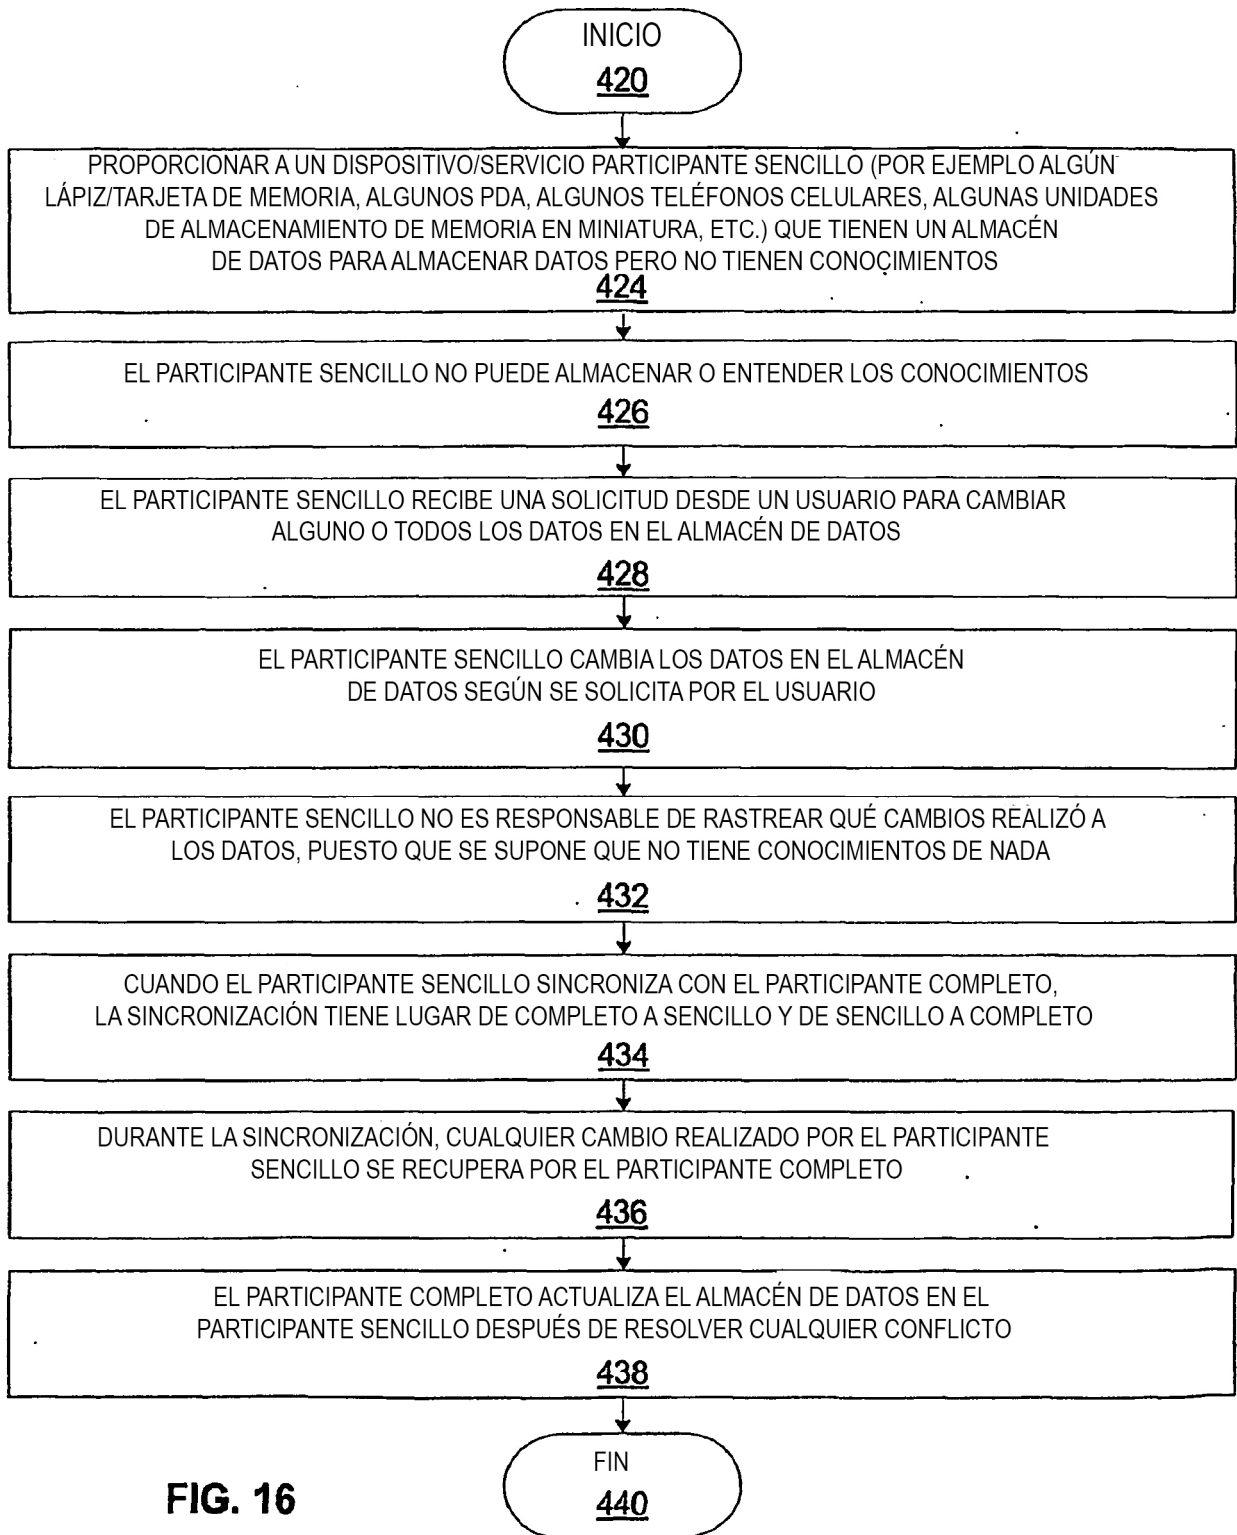 INICIO
420
PROPORCIONAR A UN DISPOSITIVO/SERVICIO PARTICIPANTE SENCILLO (POR EJEMPLO ALGÚN
LÁPIZ/TARJETA DE MEMORIA, ALGUNOS PDA, ALGUNOS TELÉFONOS CELULARES, ALGUNAS UNIDADES
DE ALMACENAMIENTO DE MEMORIA EN MINIATURA, ETC.) QUE TIENEN UN ALMACÉN
DE DATOS PARA ALMACENAR DATOS PERO NO TIENEN CONOCIMIENTOS
424
EL PARTICIPANTE SENCILLO NO PUEDE ALMACENAR O ENTENDER LOS CONOCIMIENTOS
426
EL PARTICIPANTE SENCILLO RECIBE UNA SOLICITUD DESDE UN USUARIO PARA CAMBIAR
ALGUNO O TODOS LOS DATOS EN EL ALMACÉN DE DATOS
428
EL PARTICIPANTE SENCILLO CAMBIA LOS DATOS EN EL ALMACÉN
DE DATOS SEGÚN SE SOLICITA POR EL USUARIO
430
EL PARTICIPANTE SENCILLO NO ES RESPONSABLE DE RASTREAR QUÉ CAMBIOS REALIZÓ A
LOS DATOS, PUESTO QUE SE SUPONE QUE NO TIENE CONOCIMIENTOS DE NADA
432
CUANDO EL PARTICIPANTE SENCILLO SINCRONIZA CON EL PARTICIPANTE COMPLETO,
LA SINCRONIZACIÓN TIENE LUGAR DE COMPLETO A SENCILLO Y DE SENCILLO A COMPLETO
434
DURANTE LA SINCRONIZACIÓN, CUALQUIER CAMBIO REALIZADO POR EL PARTICIPANTE
SENCILLO SE RECUPERA POR EL PARTICIPANTE COMPLETO
436
EL PARTICIPANTE COMPLETO ACTUALIZA EL ALMACÉN DE DATOS EN EL
PARTICIPANTE SENCILLO DESPUÉS DE RESOLVER CUALQUIER CONFLICTO
438
FIN
440
FIG. 16